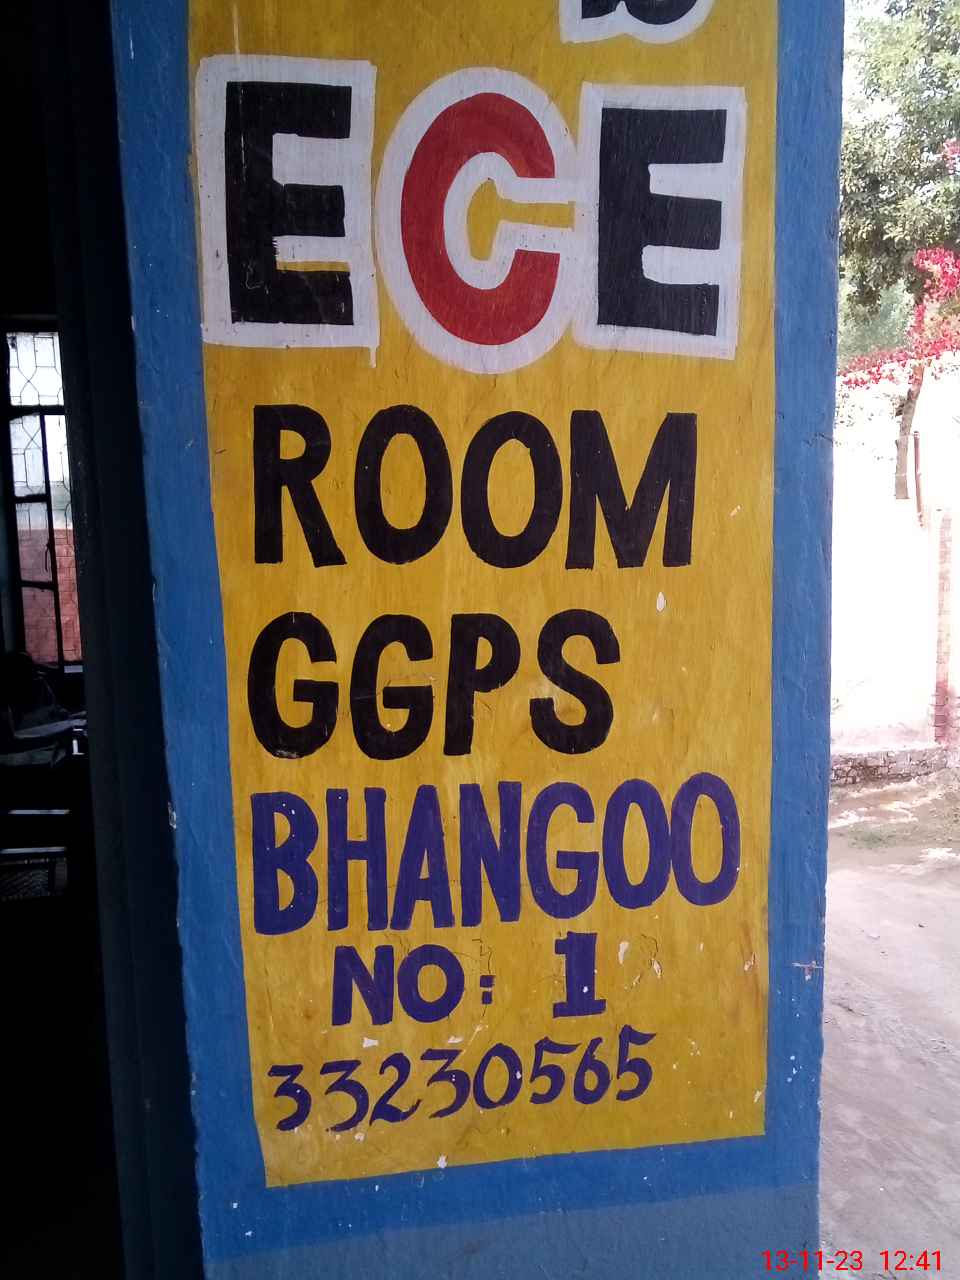 ECE
ROOM
GGPS
BHANGOO
NO: 1
33230565
13-11-23 12:41